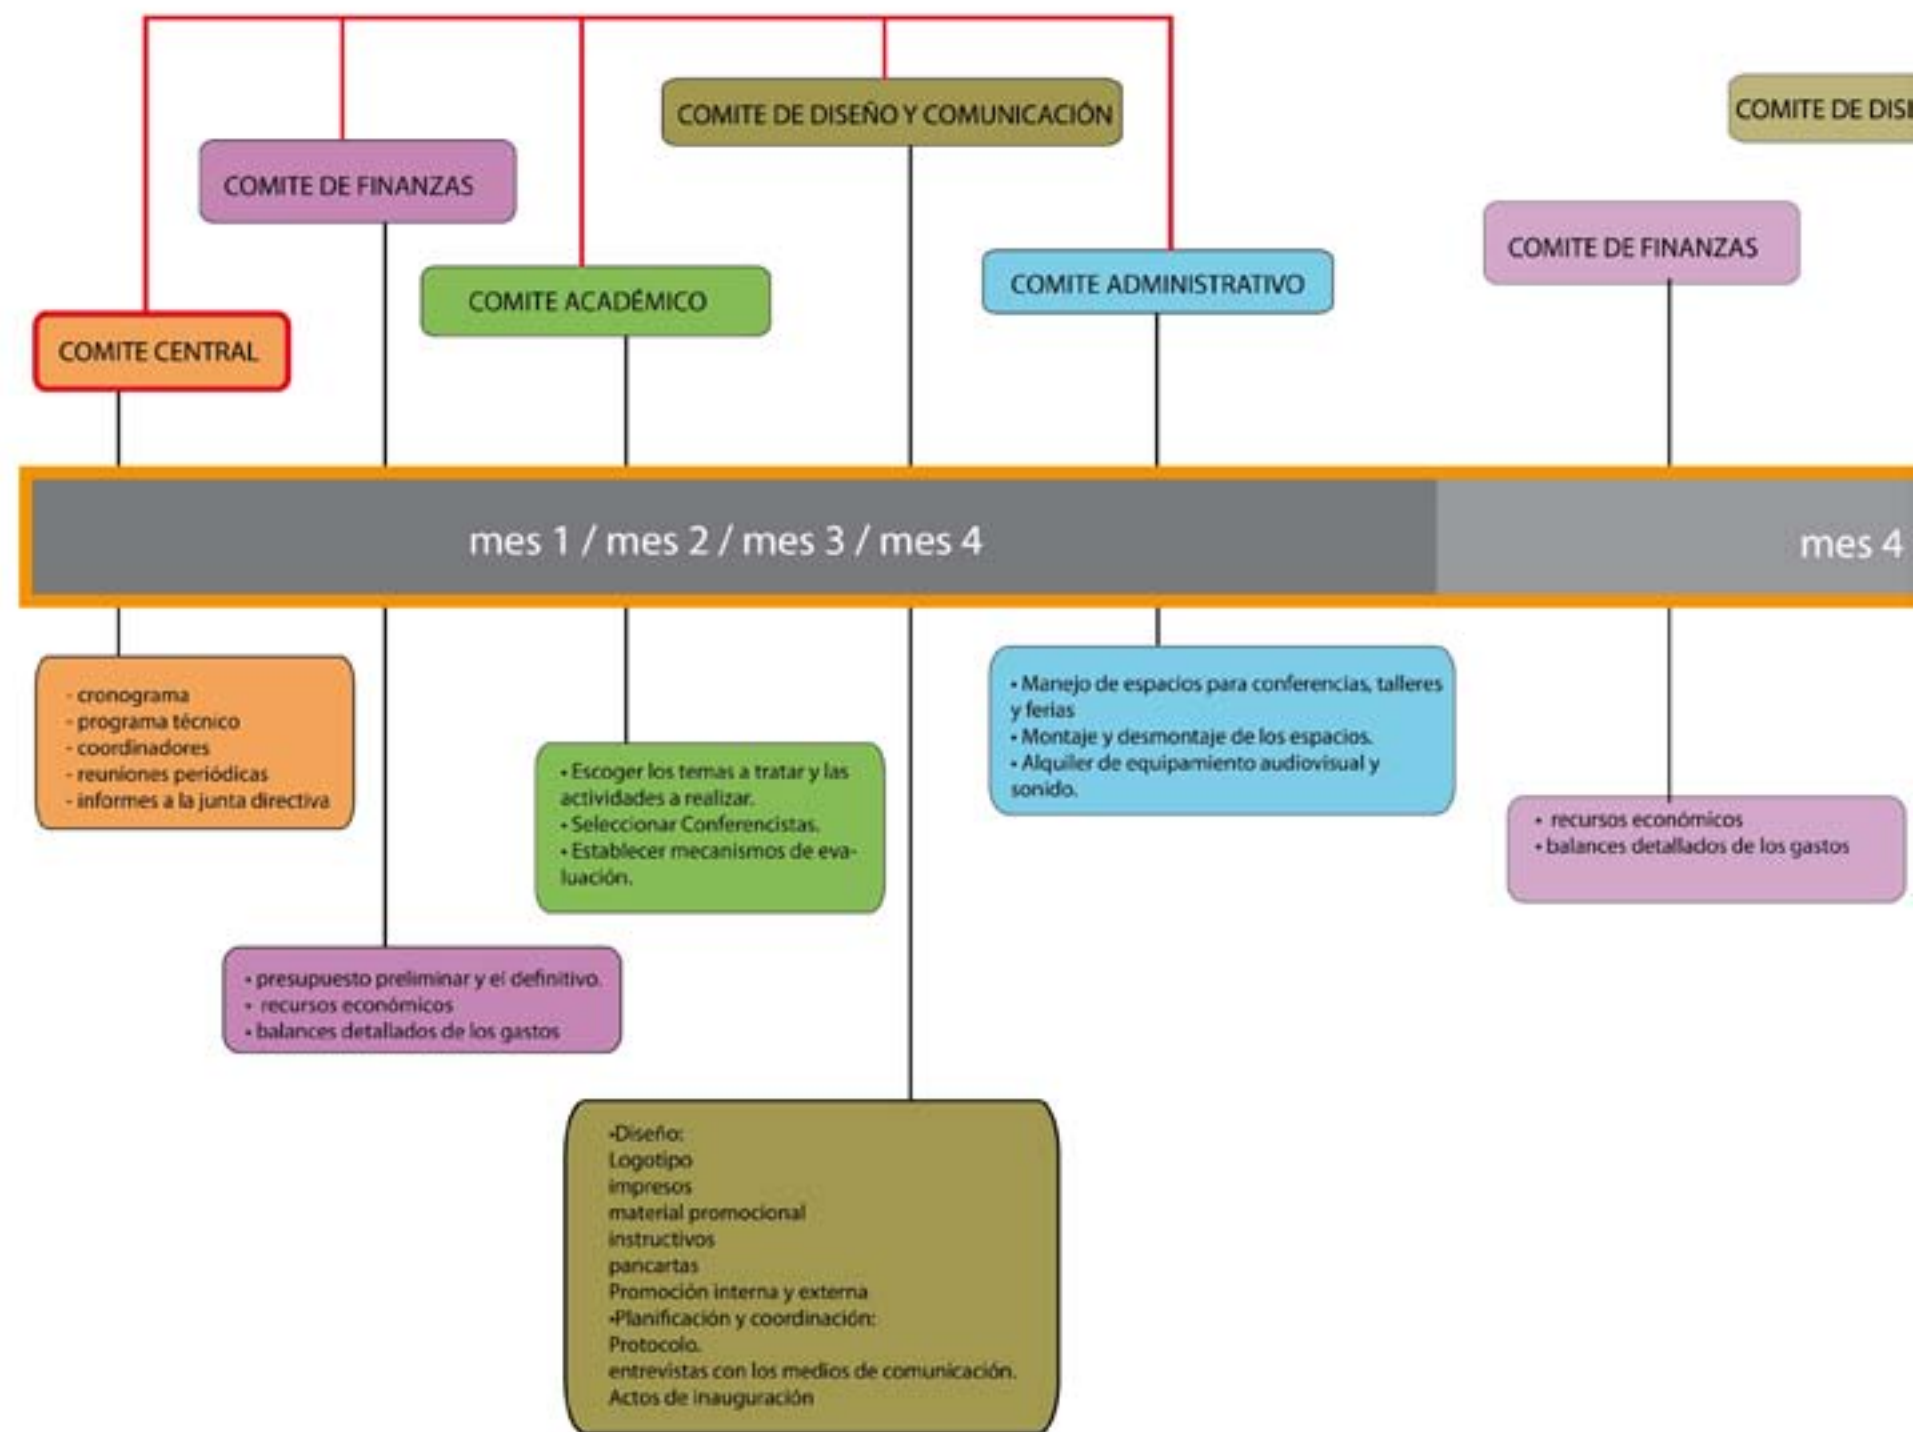 COMITE DE DISEÑO Y COMUNICACIÓN
COMITE DE
COMITE DE FINANZAS
COMITE DE FINANZAS
COMITE ACADÉMICO
COMITE ADMINISTRATIVO
COMITE CENTRAL
mes 1 / mes 2 / mes 3 / mes 4
mes 4
- cronograma
- programa técnico
- coordinadores
- reuniones periódicas
- informes a la junta directiva
• presupuesto preliminar y el definitivo.
• recursos económicos
• balances detallados de los gastos
• Escoger los temas a tratar y las
actividades a realizar.
• Seleccionar Conferencistas.
• Establecer mecanismos de eva-
luación.
•Diseño:
Logotipo
impresos
material promocional
instructivos
pancartas
Promoción interna y externa
•Planificación y coordinación:
Protocolo.
entrevistas con los medios de comunicación.
Actos de inauguración
• Manejo de espacios para conferencias, talleres
y ferias
• Montaje y desmontaje de los espacios.
• Alquiler de equipamiento audiovisual y
sonido.
• recursos económicos
• balances detallados de los gastos